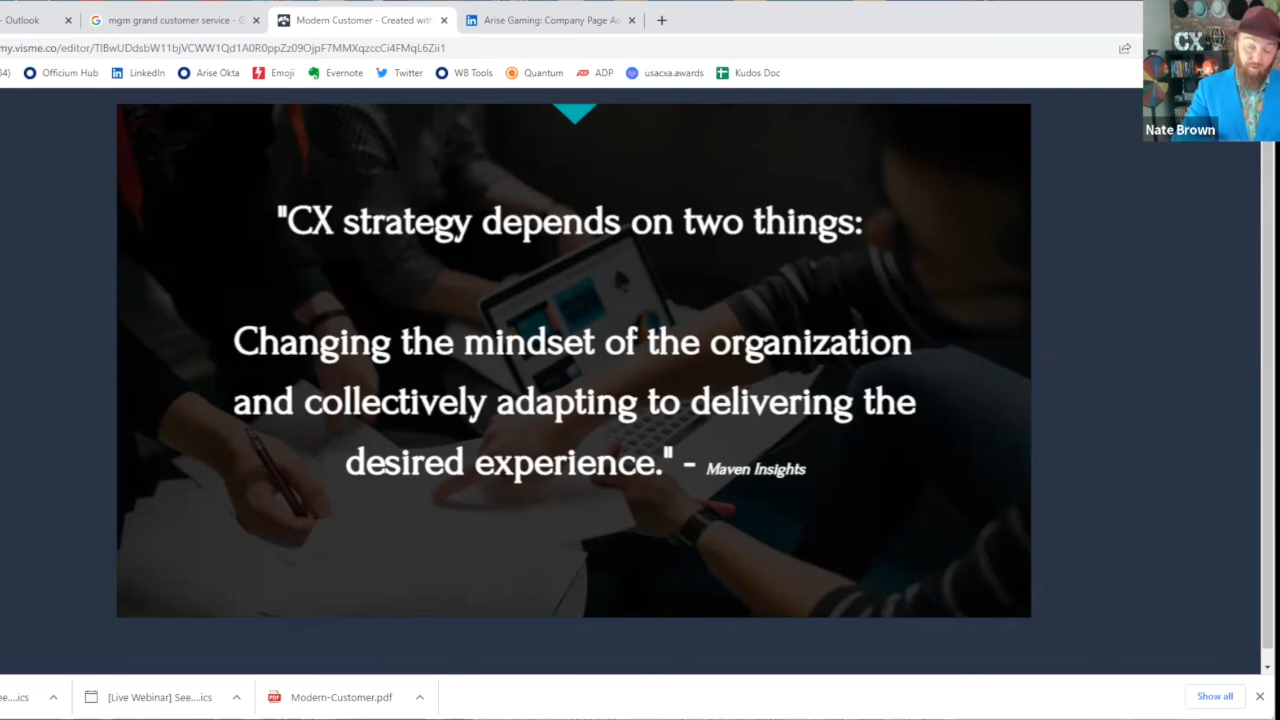 - Outlook
mgm grand customer service - G
Modern Customer - Created with
Arise Gaming: Company Page Ad
my.visme.co/editor/TlBwUDdsbW11bjVCWW1Qd1A0R0ppZz09OjpF7MMXqzccCi4FMqL6Zii1
Officium Hub
LinkedIn
Arise Okta
Emoji
Evernote
Twitter
WB Tools
Quantum
ADP
usacxa.awards
Kudos Doc
CX
Nate Brown
"CX strategy depends on two things:
Changing the mindset of the organization
and collectively adapting to delivering the
desired experience." - Maven Insights
ee....ics
[Live Webinar] See....ics
Modern-Customer.pdf
Show all